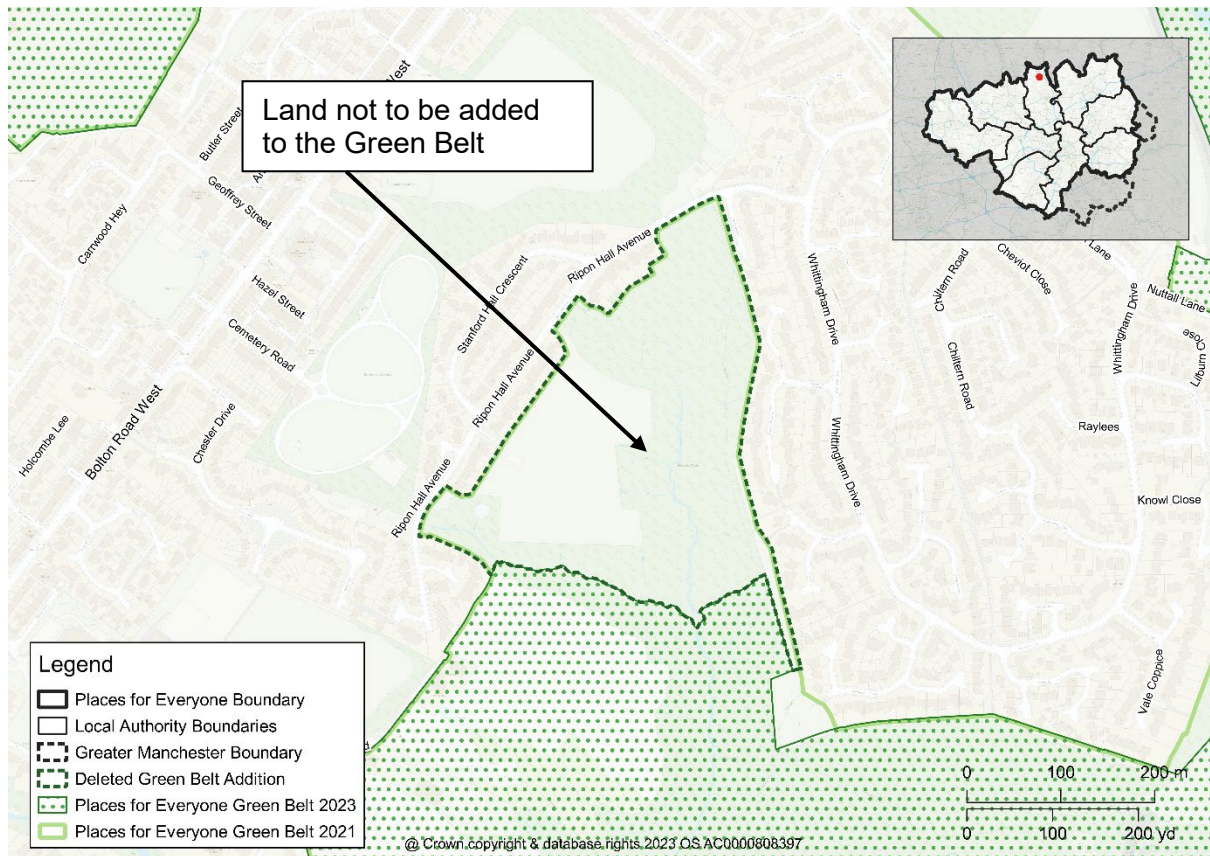 Land not to be added
to the Green Belt
Butler Street
West
Geoffrey Street
Carrwood Hey
Hazel Street
Cemetery Road
Stanford Hall Crescent
Ripon Hall Avenue
Ripon Hall Avenue
Ripon Hall Avenue
Holcombe Lee
Bolton Road West
Chester Drive
Whittingham Drive
Whittingham Drive
Whittingham Drive
Chiltern Road
Chiltern Road
Cheviot Close
Lane
Nuttall Lane
Lilburn Close
Raylees
Knowl Close
Vale Coppice
Legend
Places for Everyone Boundary
Local Authority Boundaries
Greater Manchester Boundary
Deleted Green Belt Addition
Places for Everyone Green Belt 2023
Places for Everyone Green Belt 2021
0 100 200 m
0 100 200 yd
@ Crown copyright & database rights 2023 OS AC0000808397